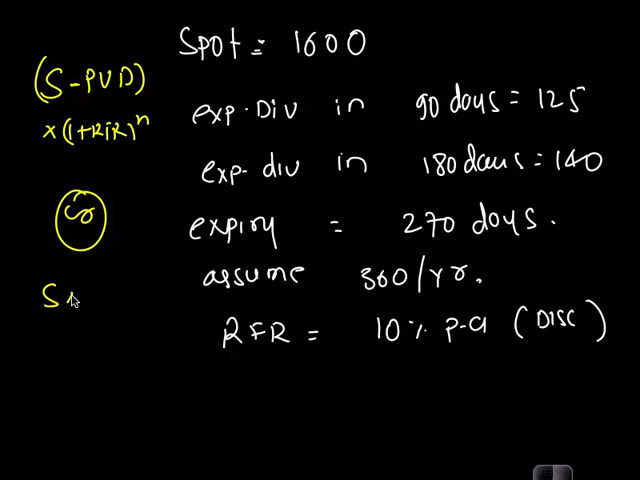 Spot = 1600
(S - PVD)
x (1+RFR)^n
exp. Div in 90 days = 125
exp. div in 180 days = 140
expiry = 270 days.
assume 360/yr.
S
RFR = 10% p.a (DISC)